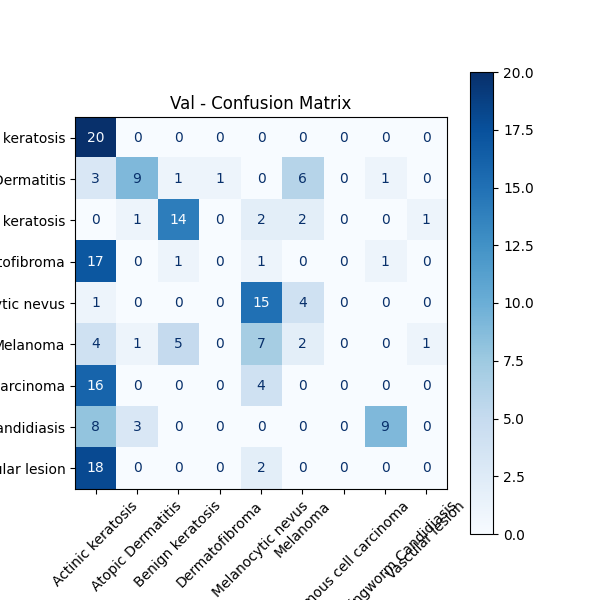 Val - Confusion Matrix
keratosis 20 0 0 0 0 0 0 0 0
Dermatitis 3 9 1 1 0 6 0 1 0
keratosis 0 1 14 0 2 2 0 0 1
tofibroma 17 0 1 0 1 0 0 1 0
ytic nevus 1 0 0 0 15 4 0 0 0
Melanoma 4 1 5 0 7 2 0 0 1
arcinoma 16 0 0 0 4 0 0 0 0
andidiasis 8 3 0 0 0 0 0 9 0
ular lesion 18 0 0 0 2 0 0 0 0
Actinic keratosis
Atopic Dermatitis
Benign keratosis
Dermatofibroma
Melanocytic nevus
Melanoma
mous cell carcinoma
ingworm Candidiasis
Vascular lesion
20.0
17.5
15.0
12.5
10.0
7.5
5.0
2.5
0.0